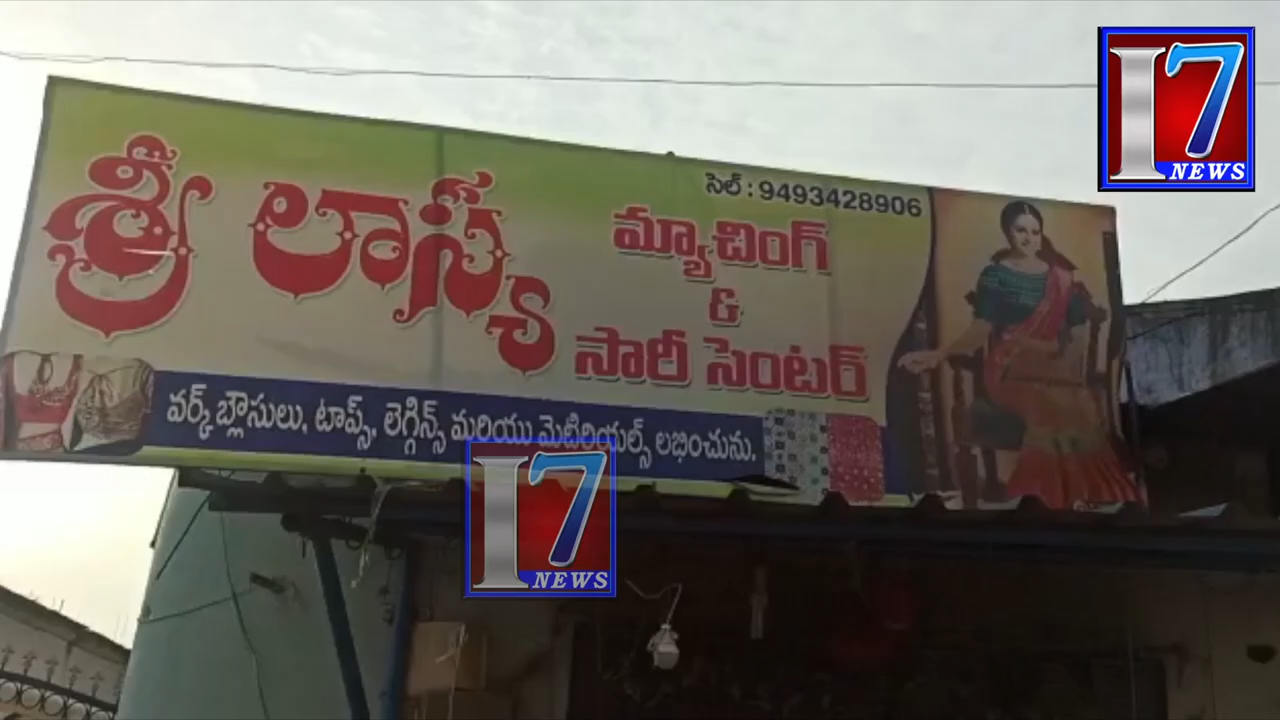 I7
NEWS
సెల్ : 9493428906
శ్రీ లాస్య
మ్యాచింగ్
&
సారీ సెంటర్
వర్క్ బ్లౌసులు, టాప్స్, లెగ్గిన్స్ మరియు మెటీరియల్స్ లభించును.
I7
NEWS